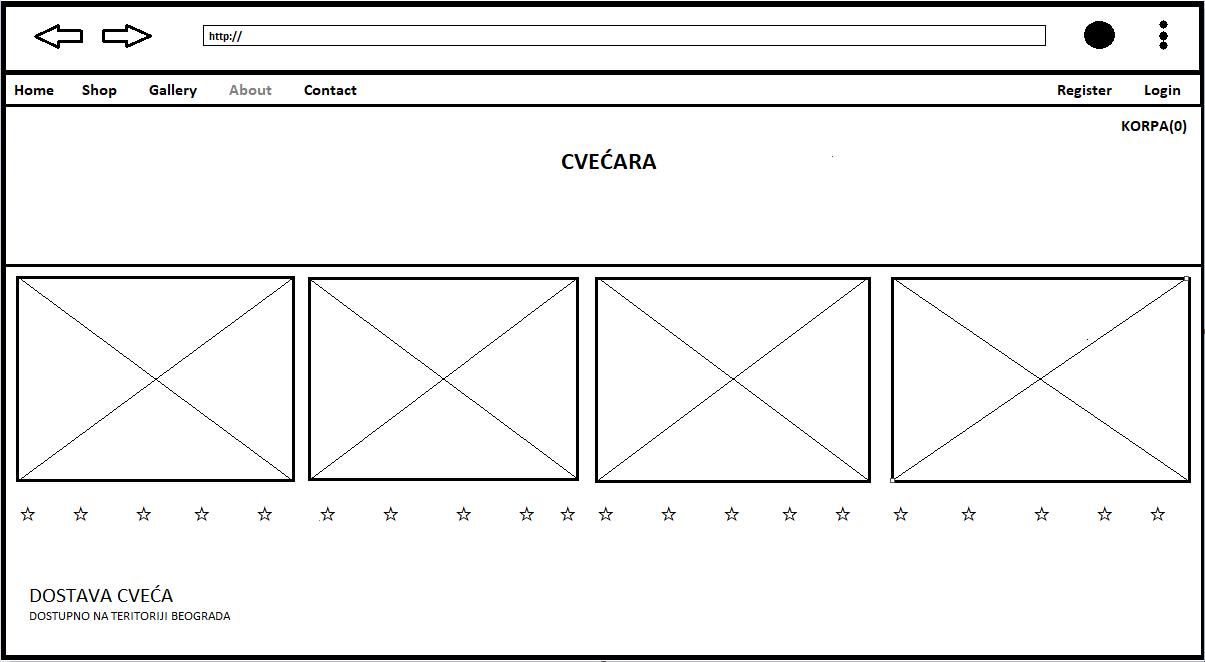 http://
Home Shop Gallery About Contact Register Login
KORPA(0)
CVEĆARA
DOSTAVA CVEĆA
DOSTUPNO NA TERITORIJI BEOGRADA